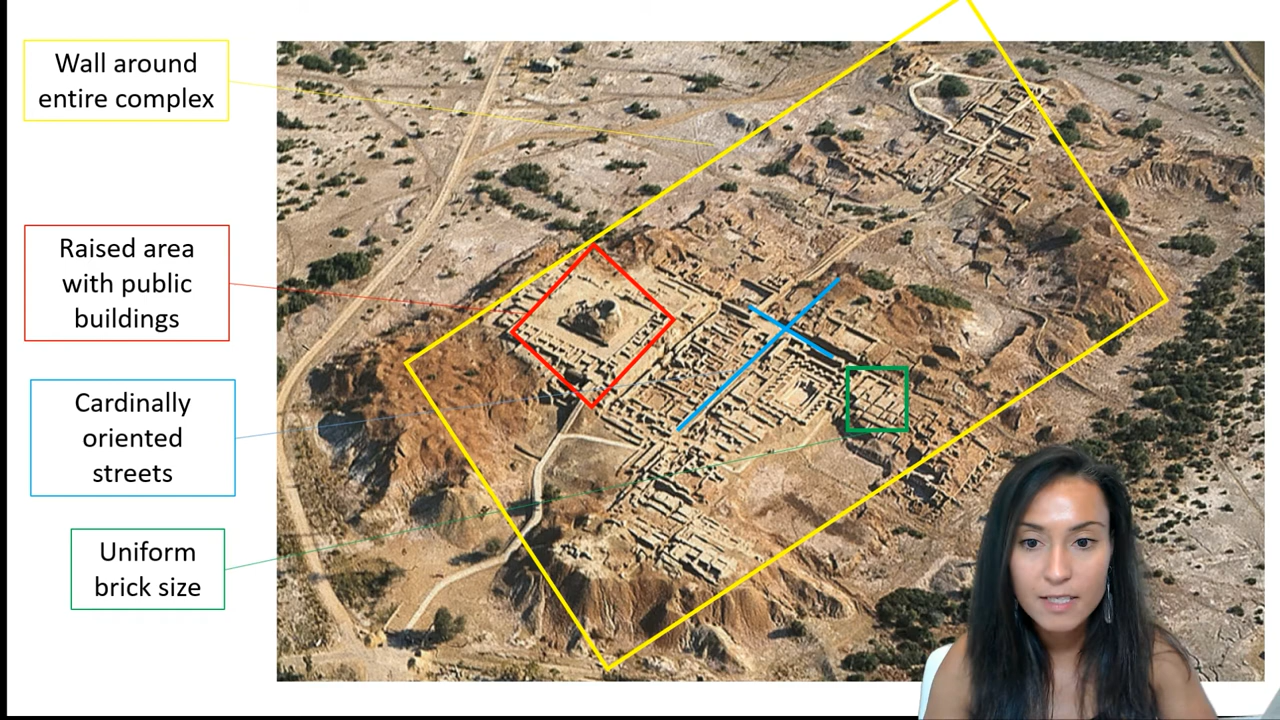 Wall around
entire complex
Raised area
with public
buildings
Cardinally
oriented
streets
Uniform
brick size